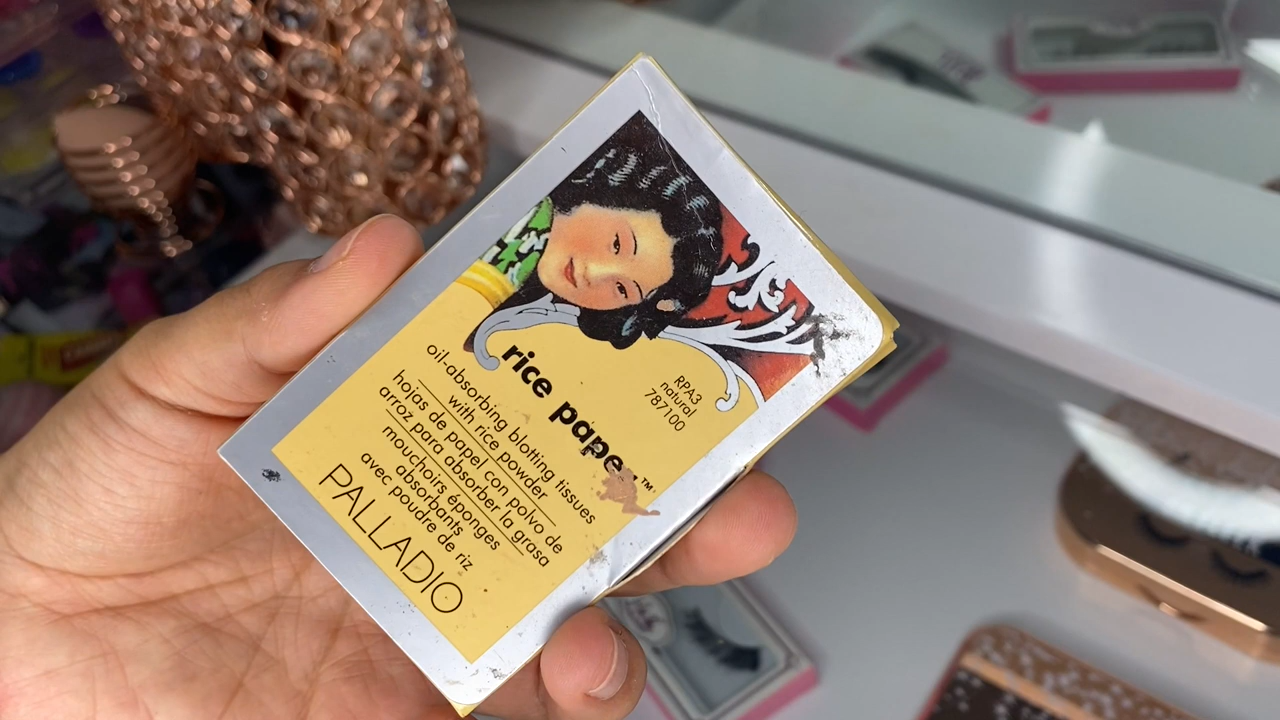 rice paper™
RPA3
natural
787100
oil-absorbing blotting tissues
with rice powder
hojas de papel con polvo de
arroz para absorber la grasa
mouchoirs éponges
absorbants
avec poudre de riz
PALLADIO